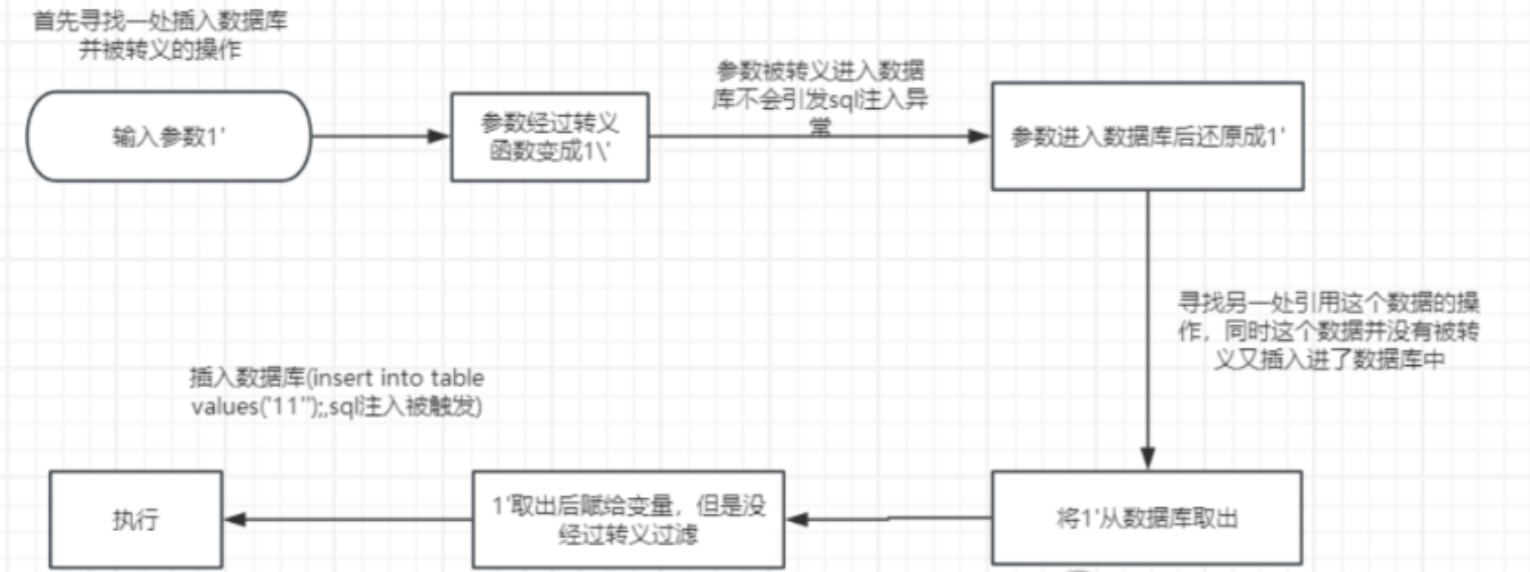 首先寻找一处插入数据库
并被转义的操作
输入参数1'
参数经过转义
函数变成1\'
参数被转义进入数据
库不会引发sql注入异
常
参数进入数据库后还原成1'
寻找另一处引用这个数据的操
作，同时这个数据并没有被转
义又插入进了数据库中
将1'从数据库取出
1'取出后赋给变量，但是没
经过转义过滤
插入数据库(insert into table
values('11'');,sql注入被触发)
执行